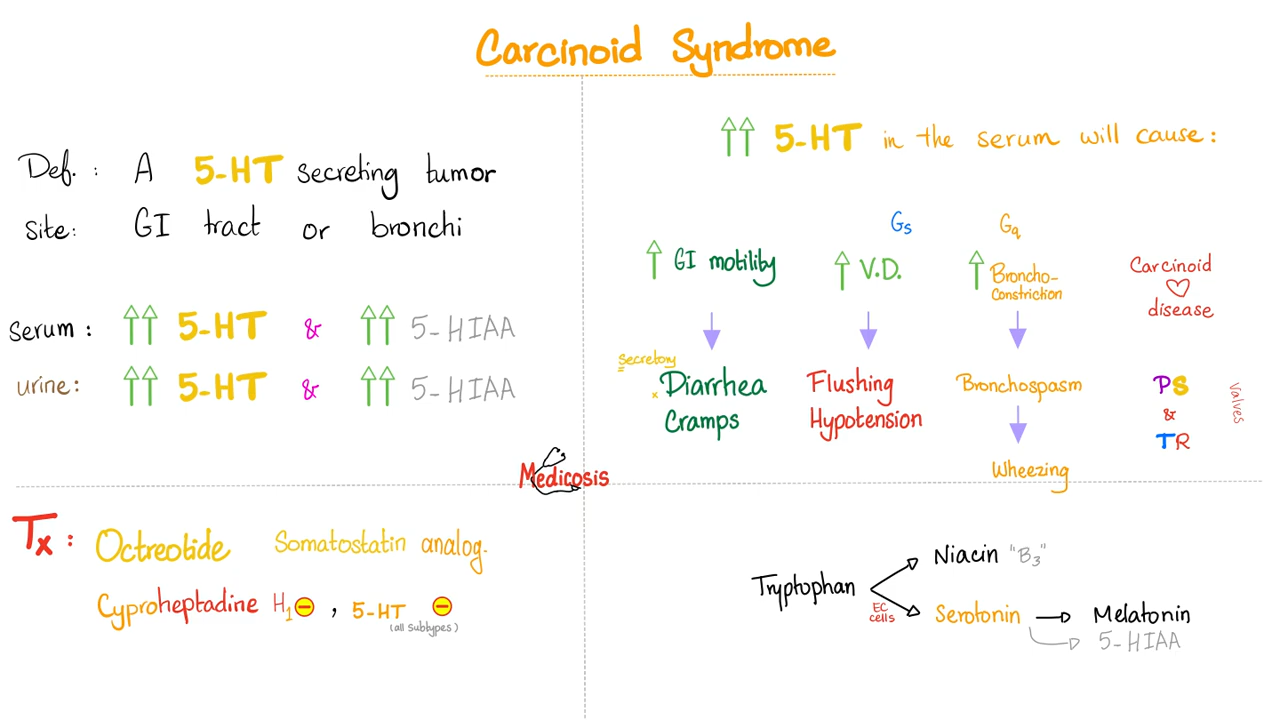 Carcinoid Syndrome
Def. : A 5-HT secreting tumor
Site: GI tract or bronchi
Serum : ↑↑ 5-HT & ↑↑ 5-HIAA
urine: ↑↑ 5-HT & ↑↑ 5-HIAA
Medicosis
↑↑ 5-HT in the serum will cause :
↑ GI motility
Secretory
Diarrhea
Cramps
Gs
↑ V.D.
Flushing
Hypotension
Gq
↑ Broncho-
Constriction
Bronchospasm
Wheezing
Carcinoid
♡
disease
PS
&
TR
Valves
Tx : Octreotide Somatostatin analog.
Cyproheptadine H1 ⊖ , 5-HT ⊖
(all subtypes)
Tryptophan
EC
cells
Niacin "B3"
Serotonin → Melatonin
5-HIAA